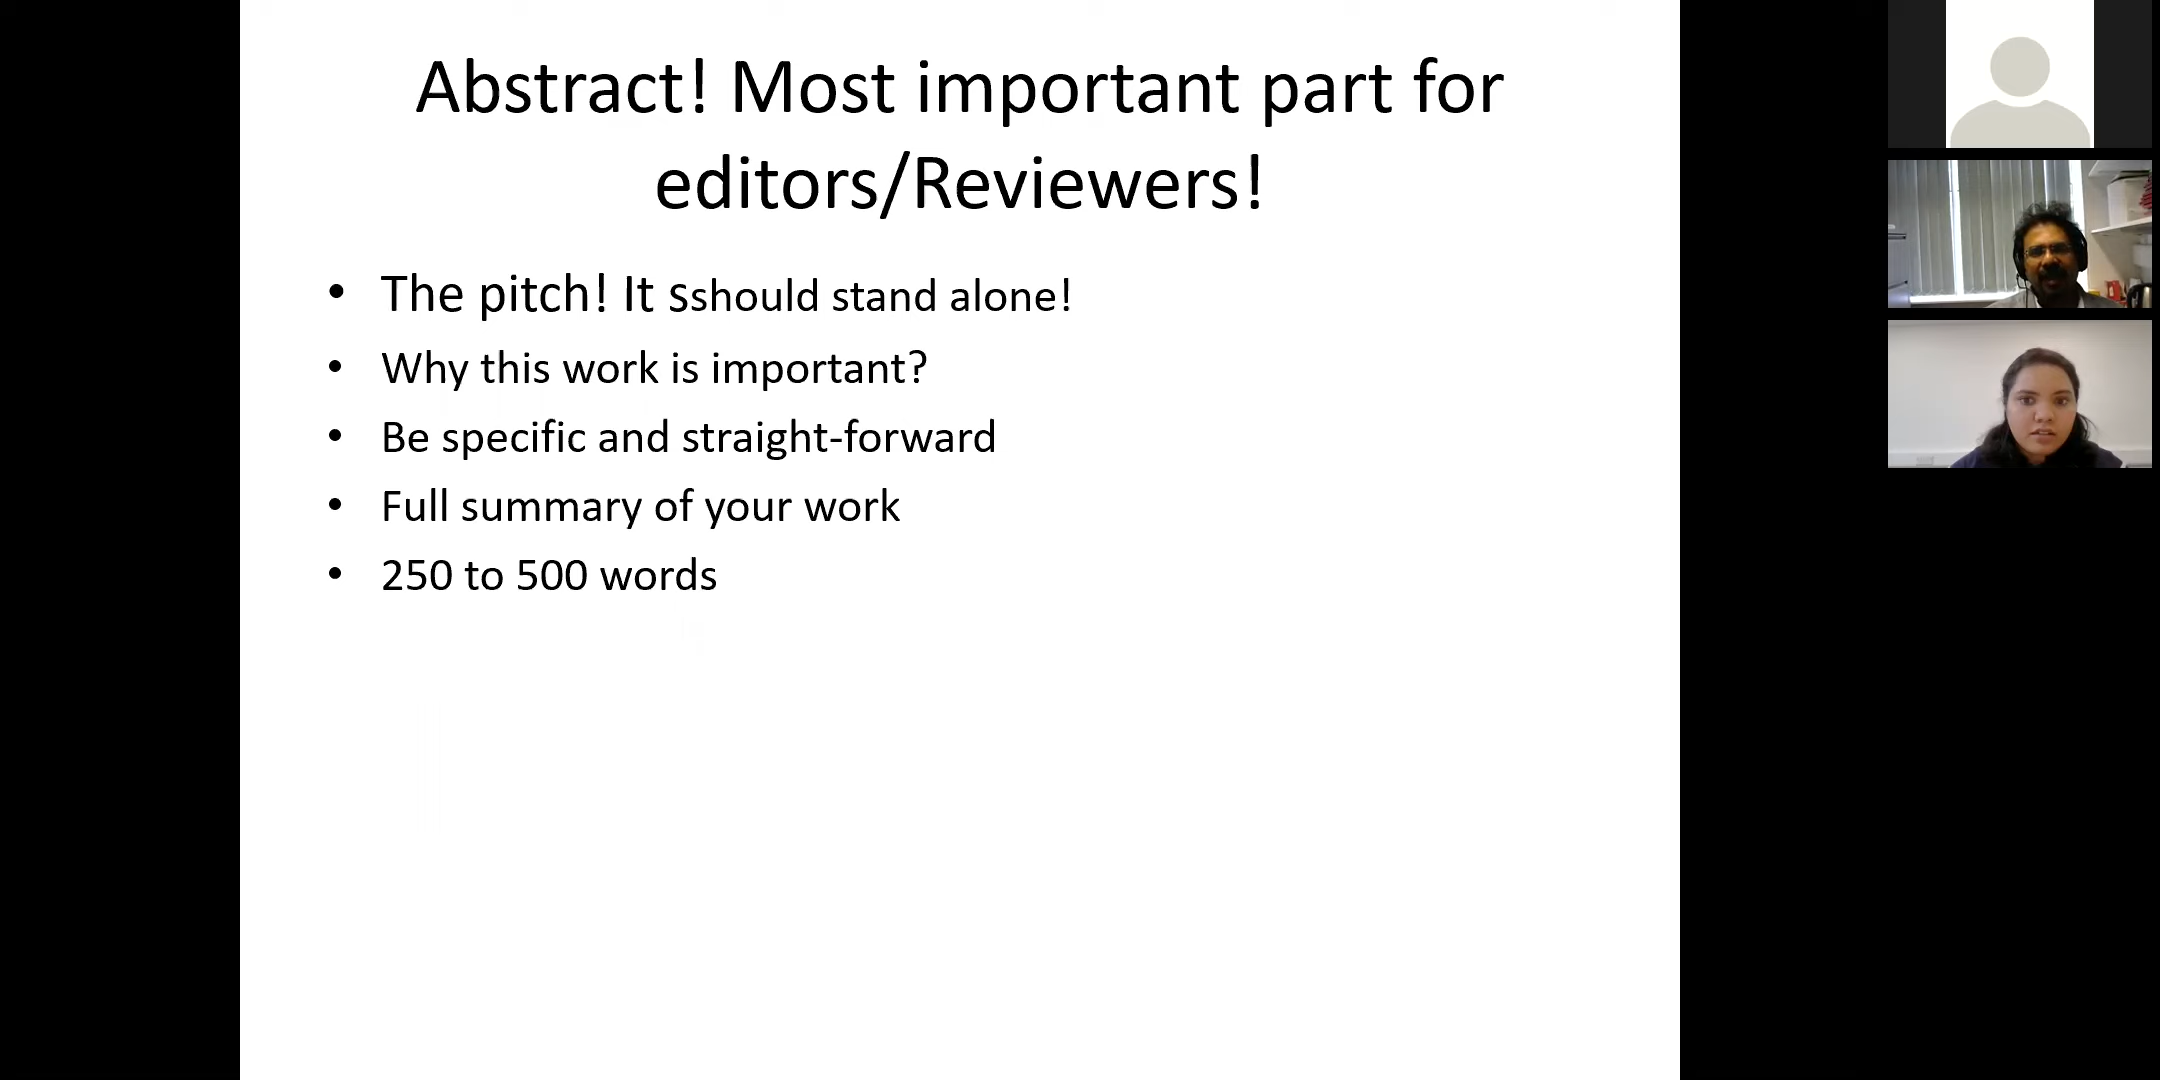 Abstract! Most important part for
editors/Reviewers!
• The pitch! It sshould stand alone!
• Why this work is important?
• Be specific and straight-forward
• Full summary of your work
• 250 to 500 words